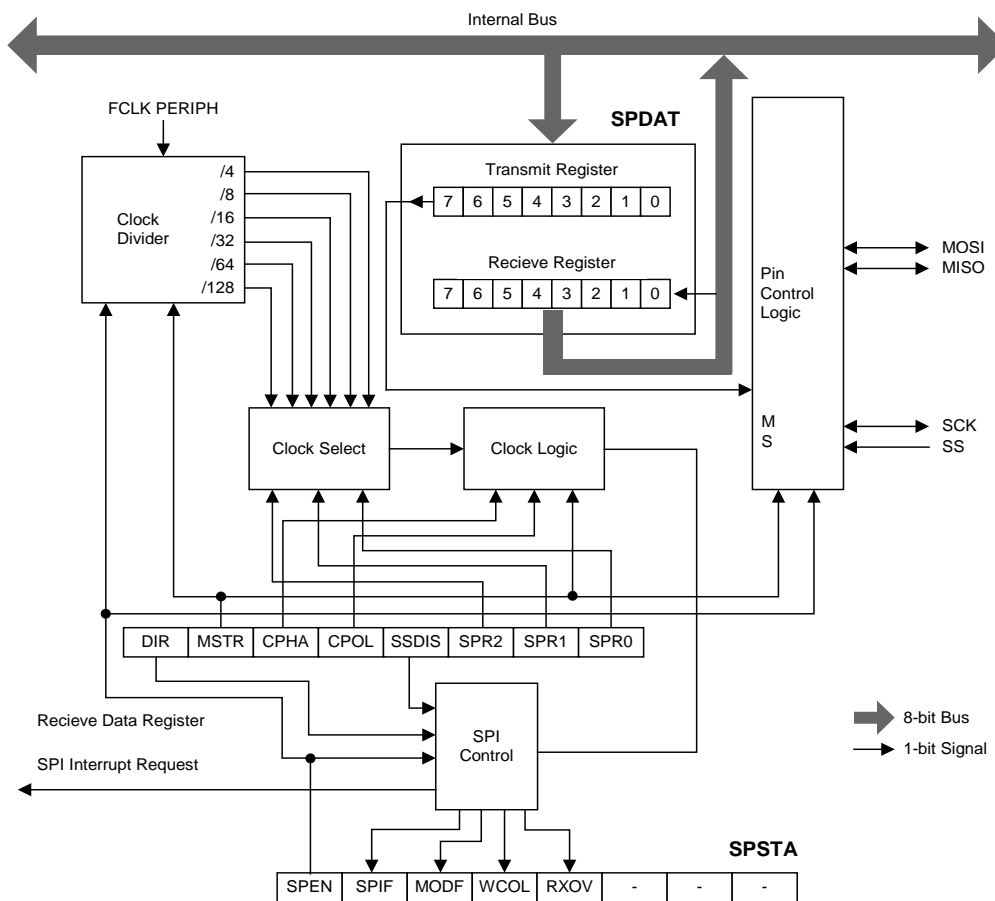 Internal Bus
FCLK PERIPH
SPDAT
Clock
Divider
/4
/8
/16
/32
/64
/128
Transmit Register
7 6 5 4 3 2 1 0
Recieve Register
7 6 5 4 3 2 1 0
Pin
Control
Logic
M
S
MOSI
MISO
SCK
SS
Clock Select
Clock Logic
DIR MSTR CPHA CPOL SSDIS SPR2 SPR1 SPR0
Recieve Data Register
SPI Interrupt Request
SPI
Control
8-bit Bus
1-bit Signal
SPSTA
SPEN SPIF MODF WCOL RXOV - - -